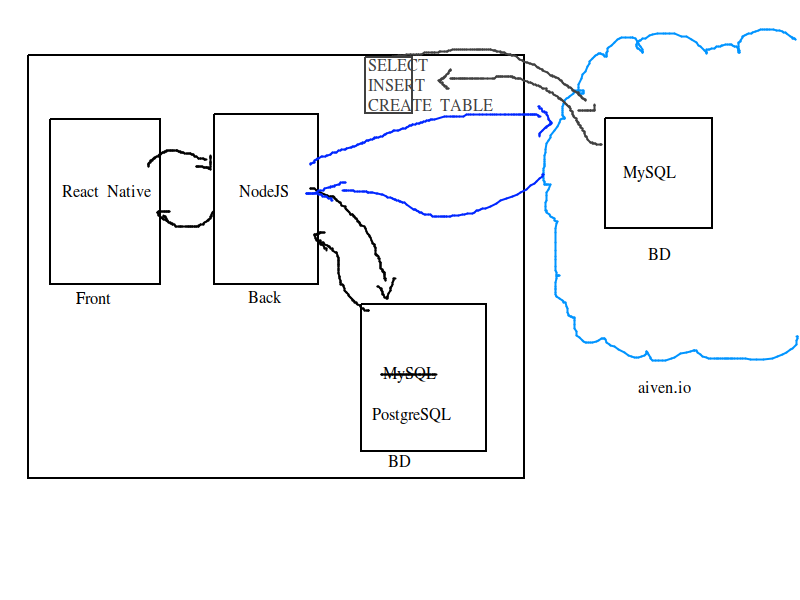 SELECT
INSERT
CREATE TABLE
React Native
NodeJS
MySQL
BD
Front
Back
MySQL
PostgreSQL
BD
aiven.io